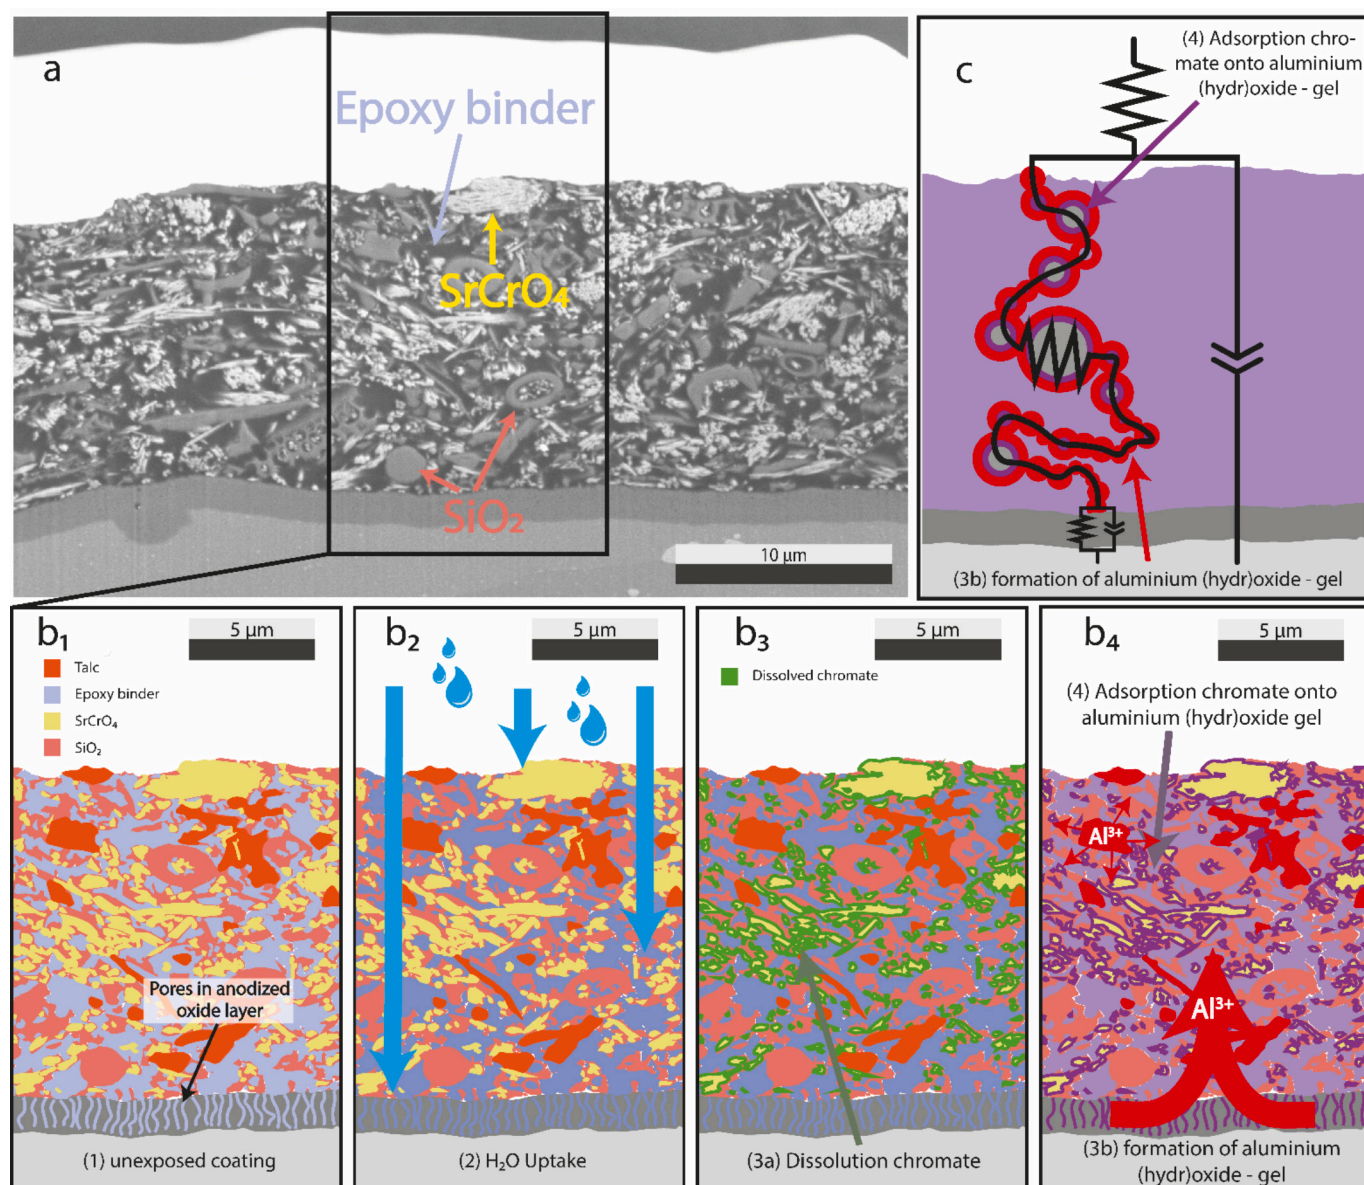 a
Epoxy binder
SrCrO₄
SiO₂
10 µm
c
(4) Adsorption chro-
mate onto aluminium
(hydr)oxide - gel
(3b) formation of aluminium (hydr)oxide - gel
b₁
5 µm
Talc
Epoxy binder
SrCrO₄
SiO₂
Pores in anodized
oxide layer
(1) unexposed coating
b₂
5 µm
(2) H₂O Uptake
b₃
5 µm
Dissolved chromate
(3a) Dissolution chromate
b₄
5 µm
(4) Adsorption chromate onto
aluminium (hydr)oxide gel
Al³⁺
Al³⁺
(3b) formation of aluminium
(hydr)oxide - gel